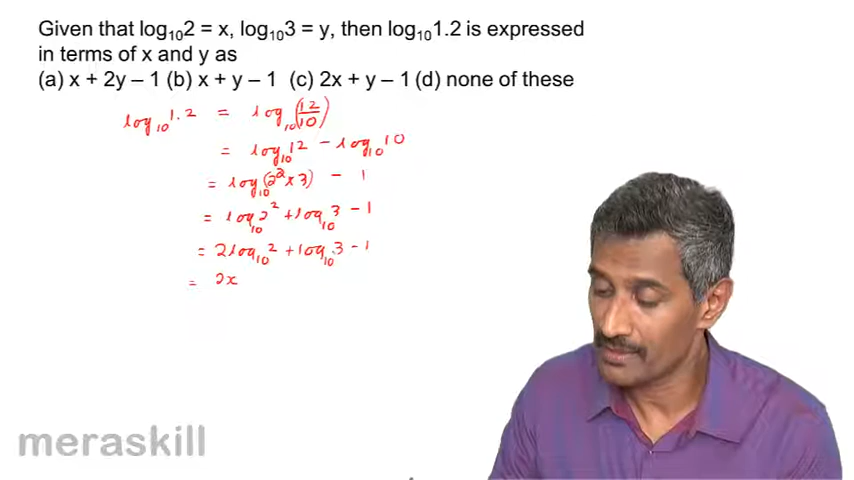 Given that log₁₀2 = x, log₁₀3 = y, then log₁₀1.2 is expressed
in terms of x and y as
(a) x + 2y – 1 (b) x + y – 1 (c) 2x + y – 1 (d) none of these
log₁₀1.2 = log₁₀(12/10)
= log₁₀12 - log₁₀10
= log₁₀(2²×3) - 1
= log₁₀2² + log₁₀3 - 1
= 2log₁₀2 + log₁₀3 - 1
= 2x
meraskill